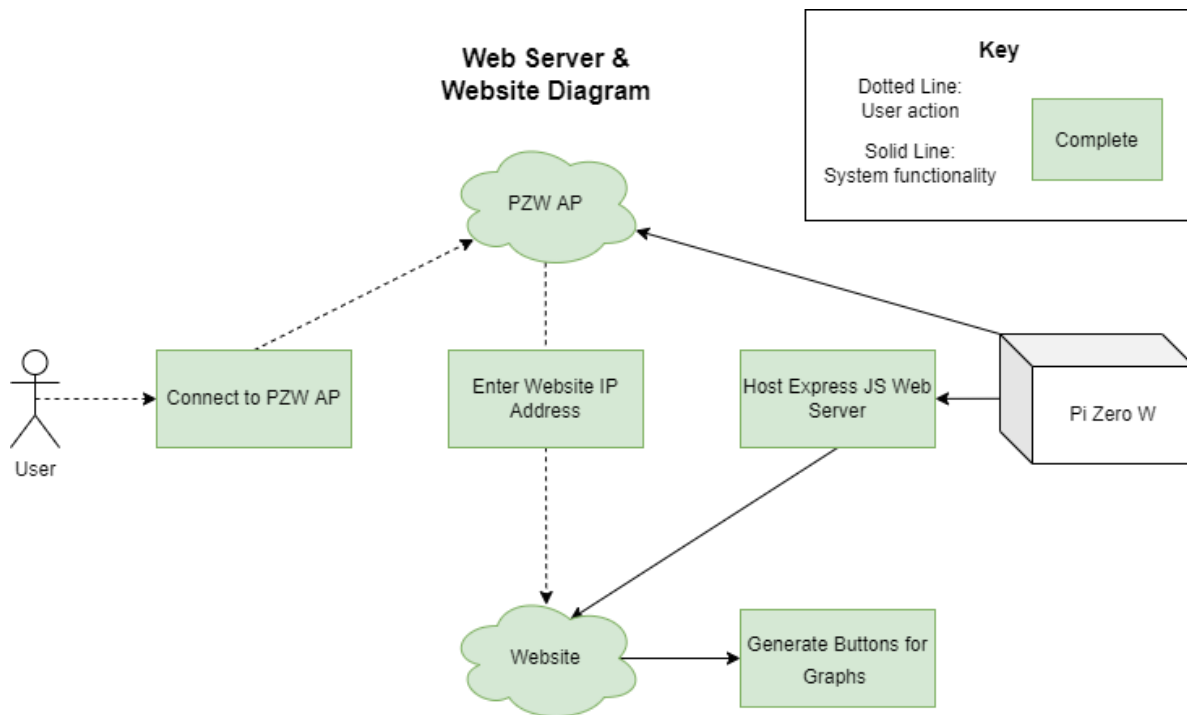 Web Server &
Website Diagram
Key
Dotted Line:
User action
Solid Line:
System functionality
Complete
PZW AP
Connect to PZW AP
Enter Website IP
Address
Host Express JS Web
Server
Pi Zero W
User
Website
Generate Buttons for
Graphs